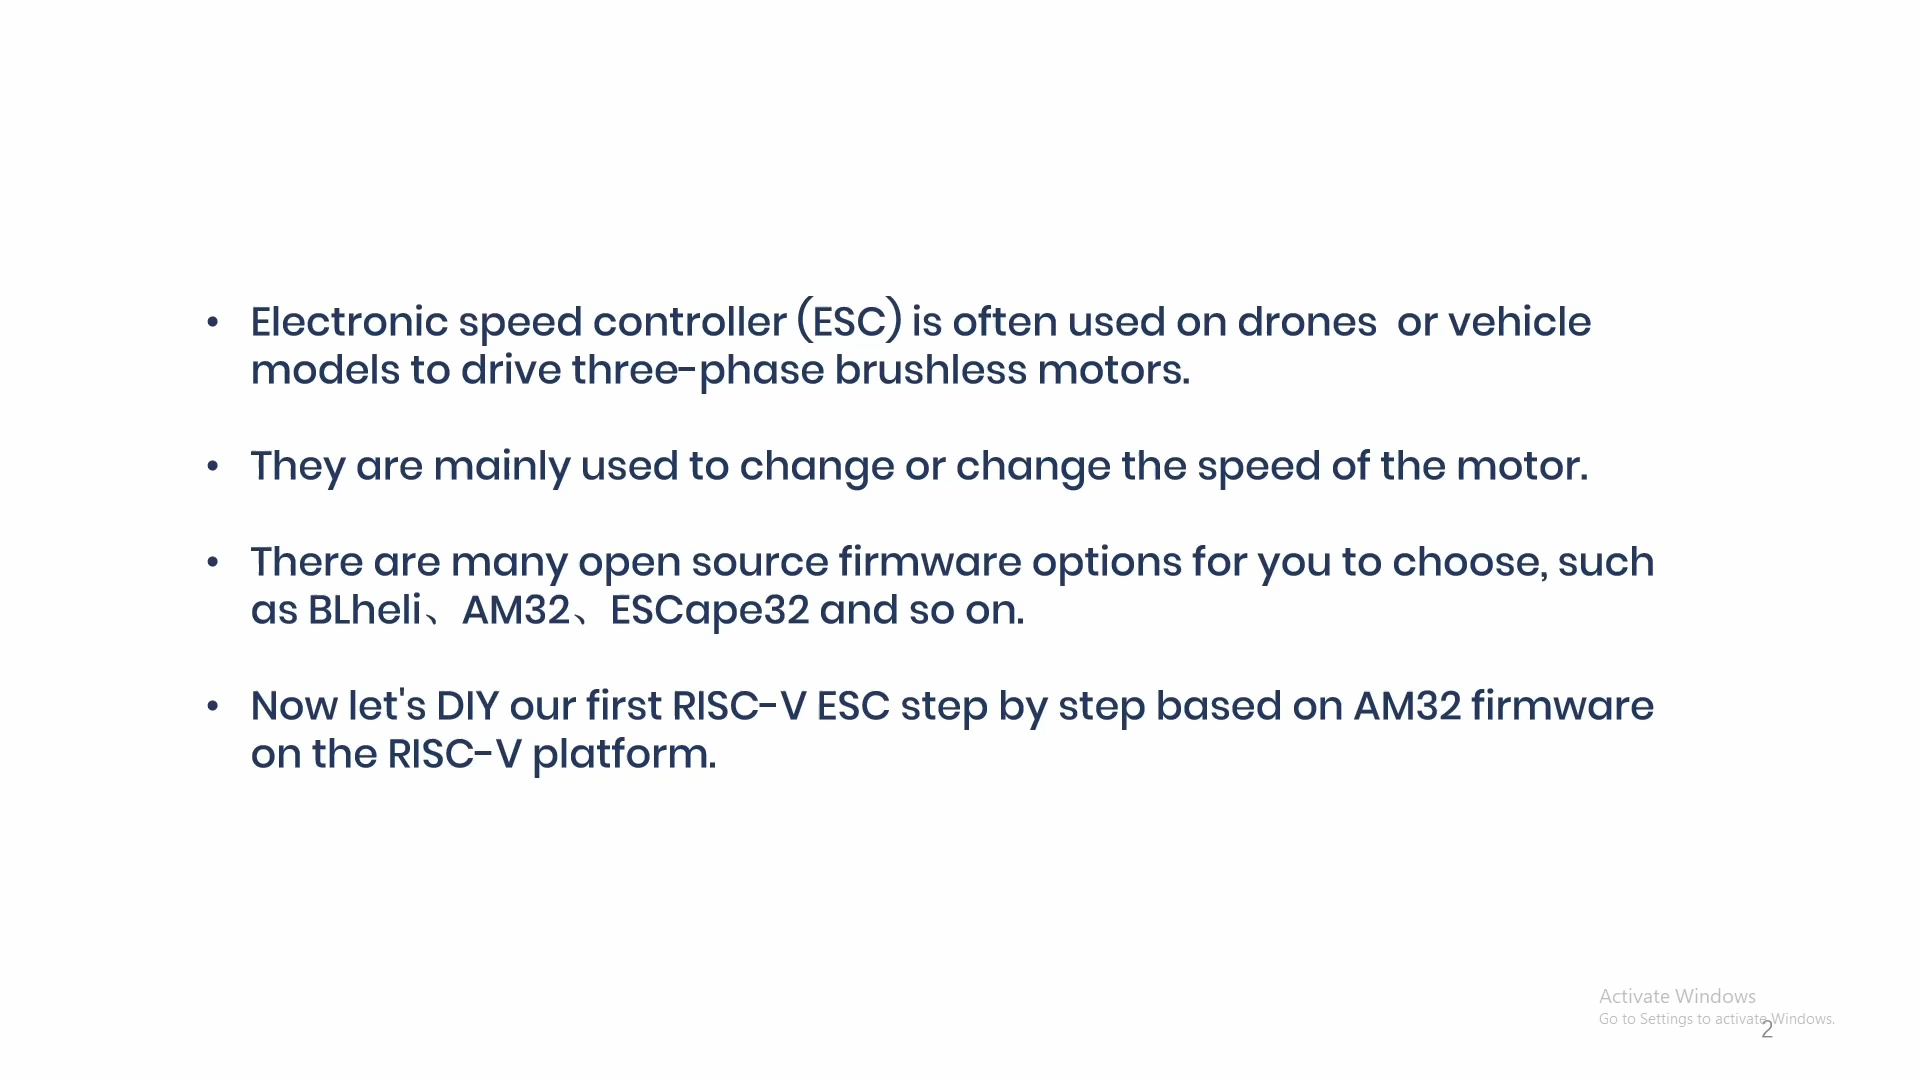 • Electronic speed controller (ESC) is often used on drones  or vehicle
models to drive three-phase brushless motors.
• They are mainly used to change or change the speed of the motor.
• There are many open source firmware options for you to choose, such
as BLheli、AM32、ESCape32 and so on.
• Now let's DIY our first RISC-V ESC step by step based on AM32 firmware
on the RISC-V platform.
Activate Windows
Go to Settings to activate Windows.
2